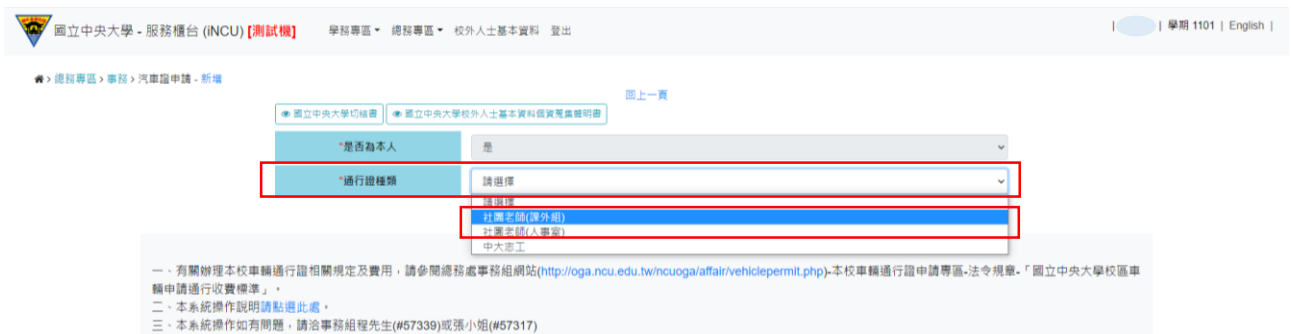 國立中央大學 - 服務櫃台 (iNCU) [測試機] 學務專區 總務專區 校外人士基本資料 登出 | | 學期 1101 | English |
> 總務專區 > 事務 > 汽車證申請 - 新增
回上一頁
國立中央大學切結書 國立中央大學校外人士基本資料個資蒐集聲明書
*是否為本人 是
*通行證種類 請選擇
請選擇
社團老師(課外組)
社團老師(人事室)
中大志工
一、有關辦理本校車輛通行證相關規定及費用,請參閱總務處事務組網站(http://oga.ncu.edu.tw/ncuoga/affair/vehiclepermit.php)-本校車輛通行證申請專區-法令規章-「國立中央大學校區車
輛申請通行收費標準」。
二、本系統操作說明請點選此處。
三、本系統操作如有問題,請洽事務組程先生(#57339)或張小姐(#57317)